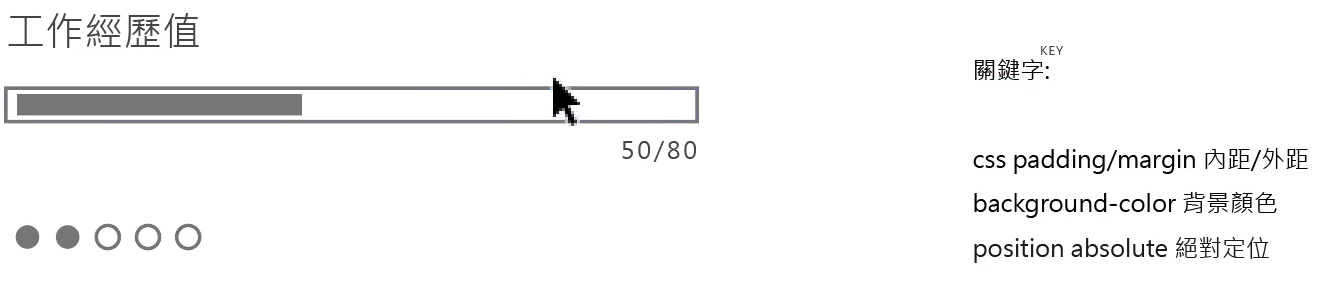 工作經歷值
50/80
KEY
關鍵字:
css padding/margin 內距/外距
background-color 背景顏色
position absolute 絕對定位